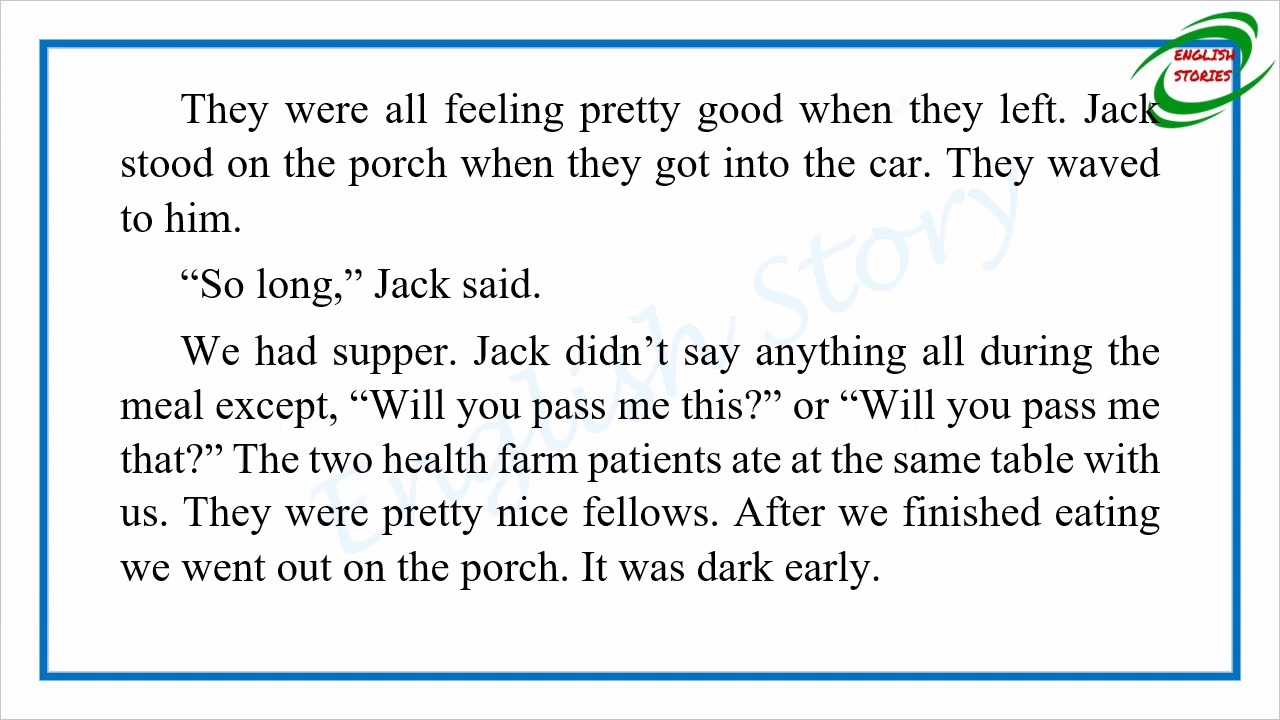 ENGLISH
STORIES
They were all feeling pretty good when they left. Jack
stood on the porch when they got into the car. They waved
to him.
“So long,” Jack said.
We had supper. Jack didn’t say anything all during the
meal except, “Will you pass me this?” or “Will you pass me
that?” The two health farm patients ate at the same table with
us. They were pretty nice fellows. After we finished eating
we went out on the porch. It was dark early.
English Story